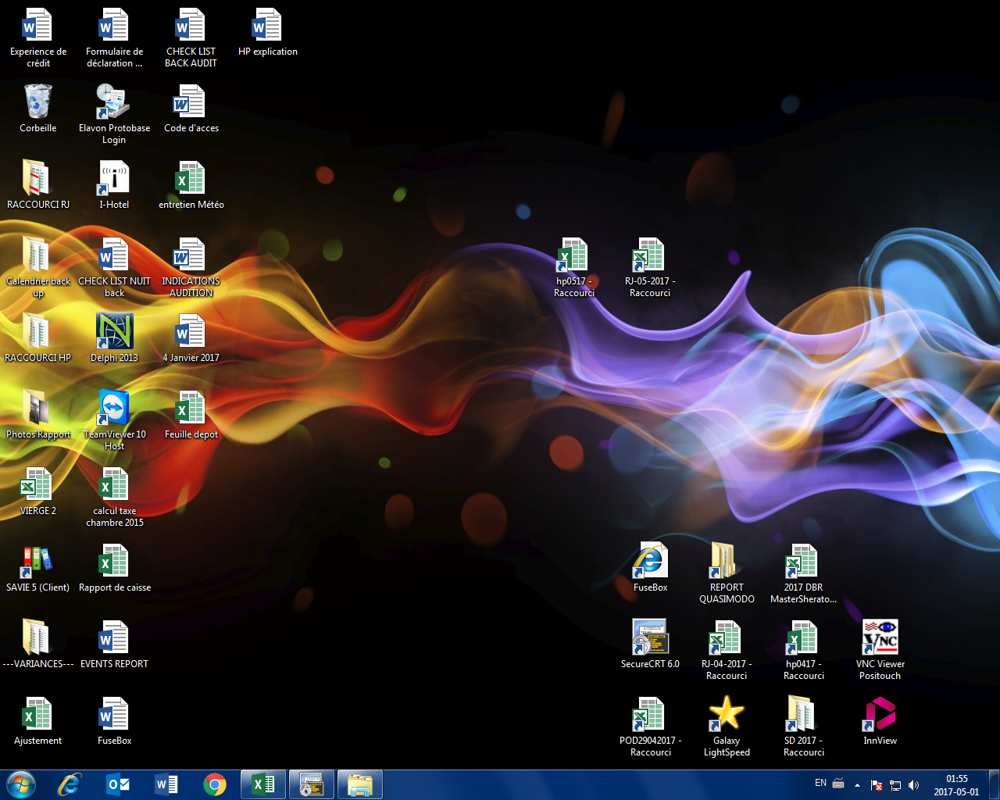 Experience de
crédit
Formulaire de
déclaration ...
CHECK LIST
BACK AUDIT
HP explication
Corbeille
Elavon Protobase
Login
Code d'acces
RACCOURCI RJ
I-Hotel
entretien Météo
Calendrier back
up
CHECK LIST NUIT
back
INDICATIONS
AUDITION
hp0517 -
Raccourci
RJ-05-2017 -
Raccourci
RACCOURCI HP
Delphi 2013
4 Janvier 2017
Photos Rapport
TeamViewer 10
Host
Feuille depot
VIERGE 2
calcul taxe
chambre 2015
SAVIE 5 (Client)
Rapport de caisse
FuseBox
REPORT
QUASIMODO
2017 DBR
MasterSherato...
---VARIANCES---
EVENTS REPORT
SecureCRT 6.0
RJ-04-2017 -
Raccourci
hp0417 -
Raccourci
VNC
VNC Viewer
Positouch
Ajustement
FuseBox
POD29042017 -
Raccourci
Galaxy
LightSpeed
SD 2017 -
Raccourci
InnView
EN
01:55
2017-05-01